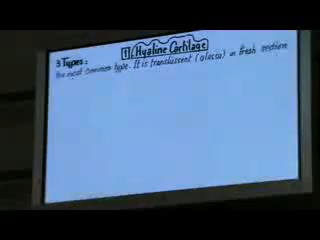 1 Hyaline Cartilage
3 Types:
the most common type. It is translucent (glassy) in fresh section